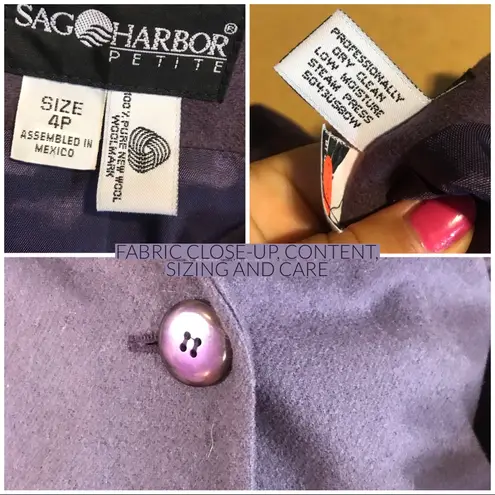 SAG HARBOR®
PETITE
SIZE
4P
ASSEMBLED IN
MEXICO
100% PURE NEW WOOL
WOOLMARK
PROFESSIONALLY
DRY CLEAN
LOW MOISTURE
STEAM PRESS
5043US80W
FABRIC CLOSE-UP, CONTENT,
SIZING AND CARE